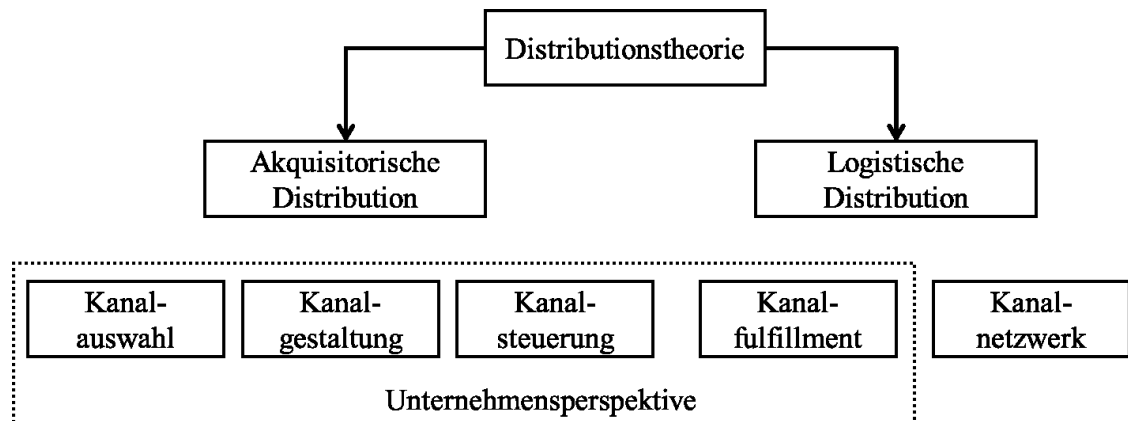 Distributionstheorie
Akquisitorische
Distribution
Logistische
Distribution
Kanal-
auswahl
Kanal-
gestaltung
Kanal-
steuerung
Kanal-
fulfillment
Kanal-
netzwerk
Unternehmensperspektive